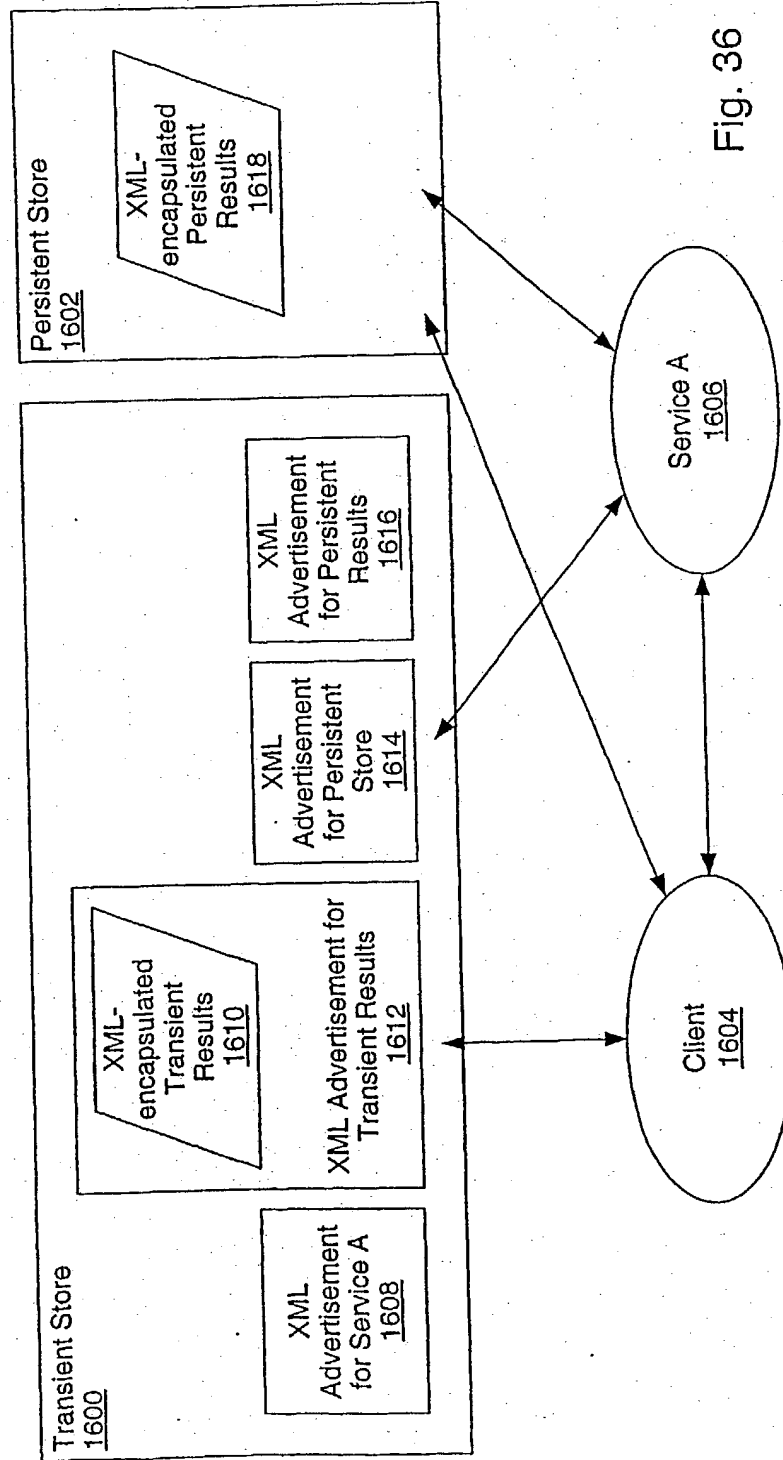 Transient Store
1600
XML
Advertisement
for Service A
1608
XML-
encapsulated
Transient
Results
1610
XML Advertisement for
Transient Results
1612
XML
Advertisement
for Persistent
Store
1614
XML
Advertisement
for Persistent
Results
1616
Persistent Store
1602
XML-
encapsulated
Persistent
Results
1618
Client
1604
Service A
1606
Fig. 36